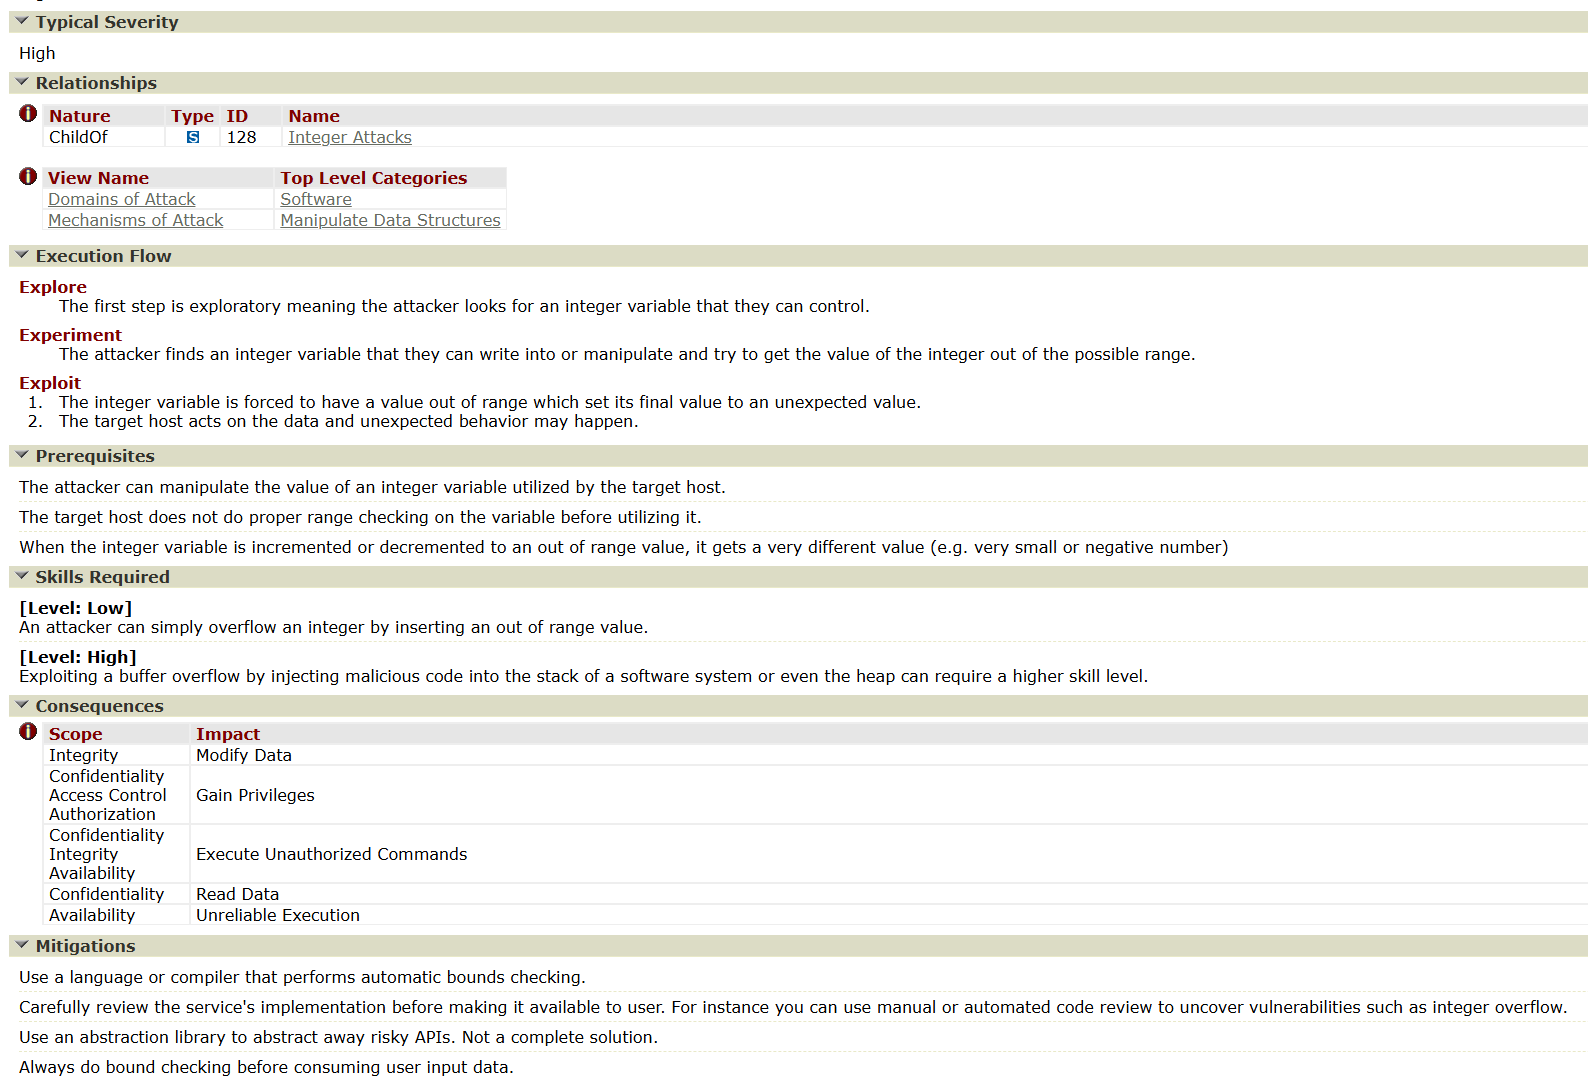 Typical Severity
High
Relationships
Nature Type ID Name
ChildOf S 128 Integer Attacks
View Name Top Level Categories
Domains of Attack Software
Mechanisms of Attack Manipulate Data Structures
Execution Flow
Explore
The first step is exploratory meaning the attacker looks for an integer variable that they can control.
Experiment
The attacker finds an integer variable that they can write into or manipulate and try to get the value of the integer out of the possible range.
Exploit
1. The integer variable is forced to have a value out of range which set its final value to an unexpected value.
2. The target host acts on the data and unexpected behavior may happen.
Prerequisites
The attacker can manipulate the value of an integer variable utilized by the target host.
The target host does not do proper range checking on the variable before utilizing it.
When the integer variable is incremented or decremented to an out of range value, it gets a very different value (e.g. very small or negative number)
Skills Required
[Level: Low]
An attacker can simply overflow an integer by inserting an out of range value.
[Level: High]
Exploiting a buffer overflow by injecting malicious code into the stack of a software system or even the heap can require a higher skill level.
Consequences
Scope Impact
Integrity Modify Data
Confidentiality
Access Control Gain Privileges
Authorization
Confidentiality
Integrity Execute Unauthorized Commands
Availability
Confidentiality Read Data
Availability Unreliable Execution
Mitigations
Use a language or compiler that performs automatic bounds checking.
Carefully review the service's implementation before making it available to user. For instance you can use manual or automated code review to uncover vulnerabilities such as integer overflow.
Use an abstraction library to abstract away risky APIs. Not a complete solution.
Always do bound checking before consuming user input data.